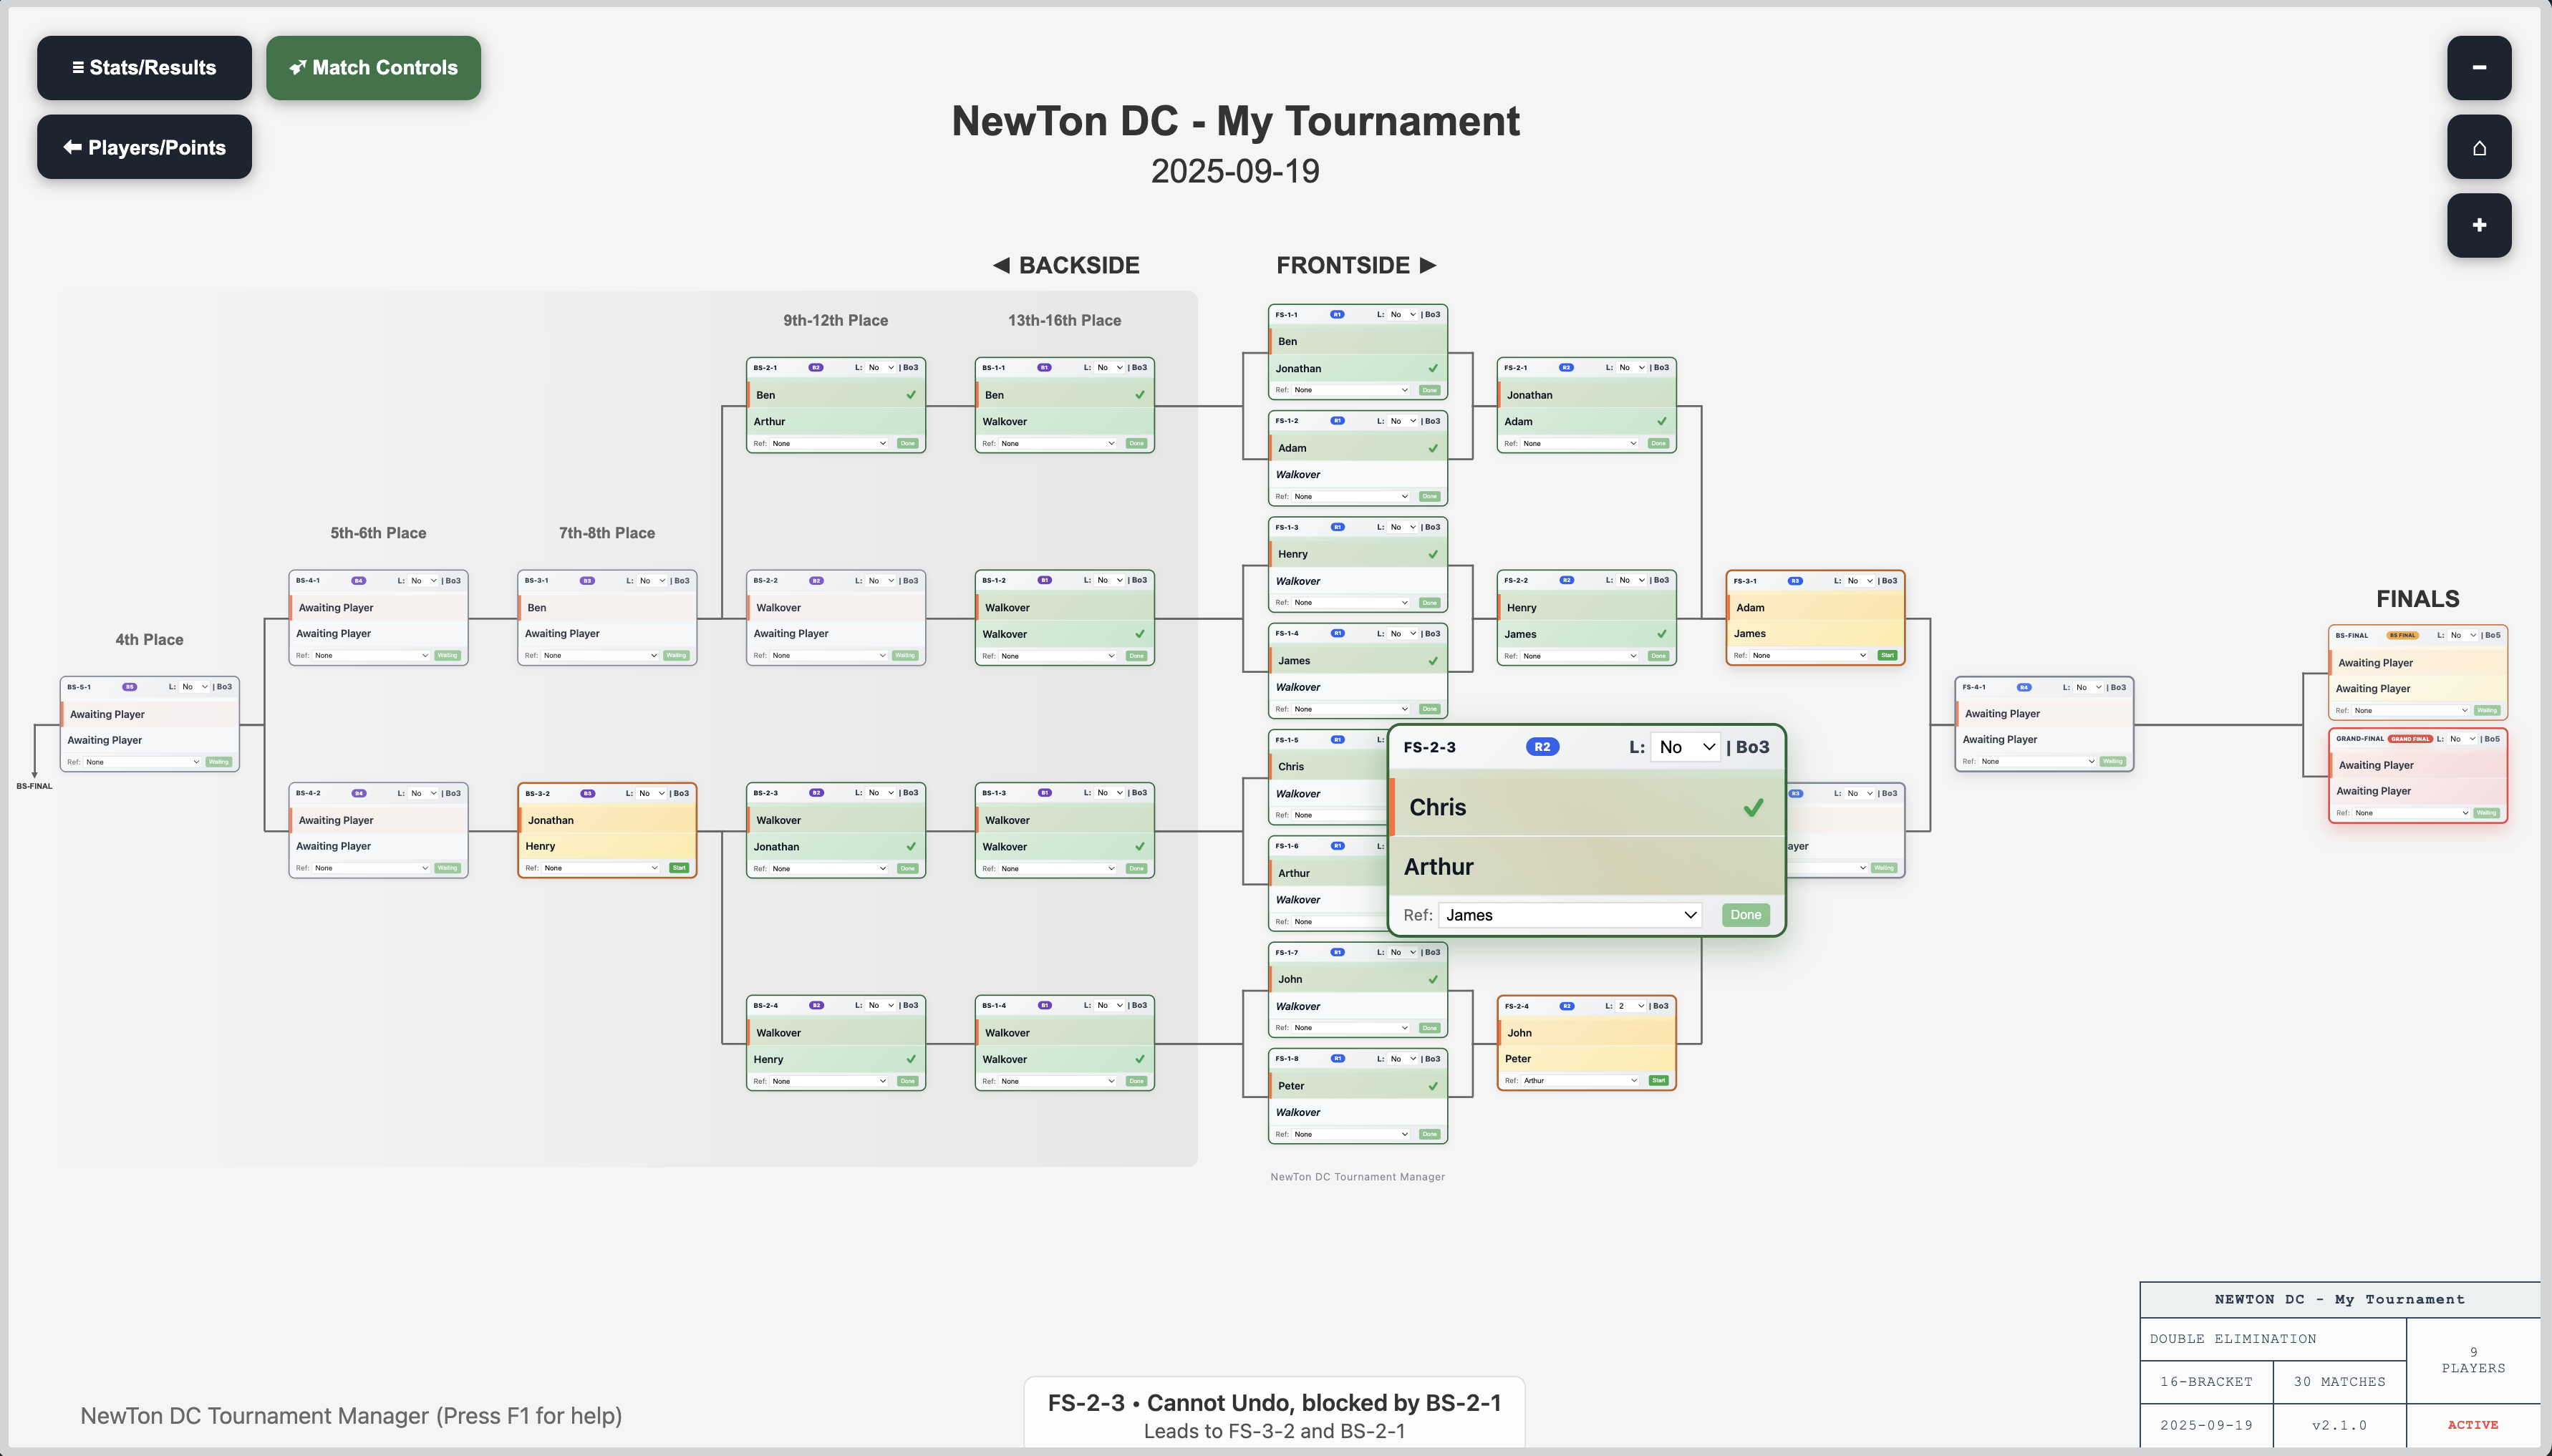 ≡ Stats/Results
Match Controls
Players/Points
NewTon DC - My Tournament
2025-09-19
−
⌂
+
◄ BACKSIDE
FRONTSIDE ►
9th-12th Place
13th-16th Place
5th-6th Place
7th-8th Place
4th Place
FINALS
BS-5-1 B5 L: No | Bo3
Awaiting Player
Awaiting Player
Ref: None Waiting
BS-FINAL
BS-4-1 B4 L: No | Bo3
Awaiting Player
Awaiting Player
Ref: None Waiting
BS-4-2 B4 L: No | Bo3
Awaiting Player
Awaiting Player
Ref: None Waiting
BS-3-1 B3 L: No | Bo3
Ben
Awaiting Player
Ref: None Waiting
BS-3-2 B3 L: No | Bo3
Jonathan
Henry
Ref: None Start
BS-2-1 B2 L: No | Bo3
Ben
Arthur
Ref: None Done
BS-2-2 B2 L: No | Bo3
Walkover
Awaiting Player
Ref: None Waiting
BS-2-3 B2 L: No | Bo3
Walkover
Jonathan
Ref: None Done
BS-2-4 B2 L: No | Bo3
Walkover
Henry
Ref: None Done
BS-1-1 B1 L: No | Bo3
Ben
Walkover
Ref: None Done
BS-1-2 B1 L: No | Bo3
Walkover
Walkover
Ref: None Done
BS-1-3 B1 L: No | Bo3
Walkover
Walkover
Ref: None Done
BS-1-4 B1 L: No | Bo3
Walkover
Walkover
Ref: None Done
FS-1-1 R1 L: No | Bo3
Ben
Jonathan
Ref: None Done
FS-1-2 R1 L: No | Bo3
Adam
Walkover
Ref: None Done
FS-1-3 R1 L: No | Bo3
Henry
Walkover
Ref: None Done
FS-1-4 R1 L: No | Bo3
James
Walkover
Ref: None Done
FS-1-5 R1 L:
Chris
Walkover
Ref: None
FS-1-6 R1 L:
Arthur
Walkover
Ref: None
FS-1-7 R1 L: No | Bo3
John
Walkover
Ref: None Done
FS-1-8 R1 L: No | Bo3
Peter
Walkover
Ref: None Done
FS-2-1 R2 L: No | Bo3
Jonathan
Adam
Ref: None Done
FS-2-2 R2 L: No | Bo3
Henry
James
Ref: None Done
FS-2-3 R2 L: No | Bo3
Chris
Arthur
Ref: James Done
FS-2-4 R2 L: 2 | Bo3
John
Peter
Ref: Arthur Start
FS-3-1 R3 L: No | Bo3
Adam
James
Ref: None Start
R3 L: No | Bo3
ayer
Waiting
FS-4-1 R4 L: No | Bo3
Awaiting Player
Awaiting Player
Ref: None Waiting
BS-FINAL BS FINAL L: No | Bo5
Awaiting Player
Awaiting Player
Ref: None Waiting
GRAND-FINAL GRAND FINAL L: No | Bo5
Awaiting Player
Awaiting Player
Ref: None Waiting
NewTon DC Tournament Manager
NEWTON DC - My Tournament
DOUBLE ELIMINATION
9
PLAYERS
16-BRACKET
30 MATCHES
2025-09-19
v2.1.0
ACTIVE
NewTon DC Tournament Manager (Press F1 for help)
FS-2-3 • Cannot Undo, blocked by BS-2-1
Leads to FS-3-2 and BS-2-1